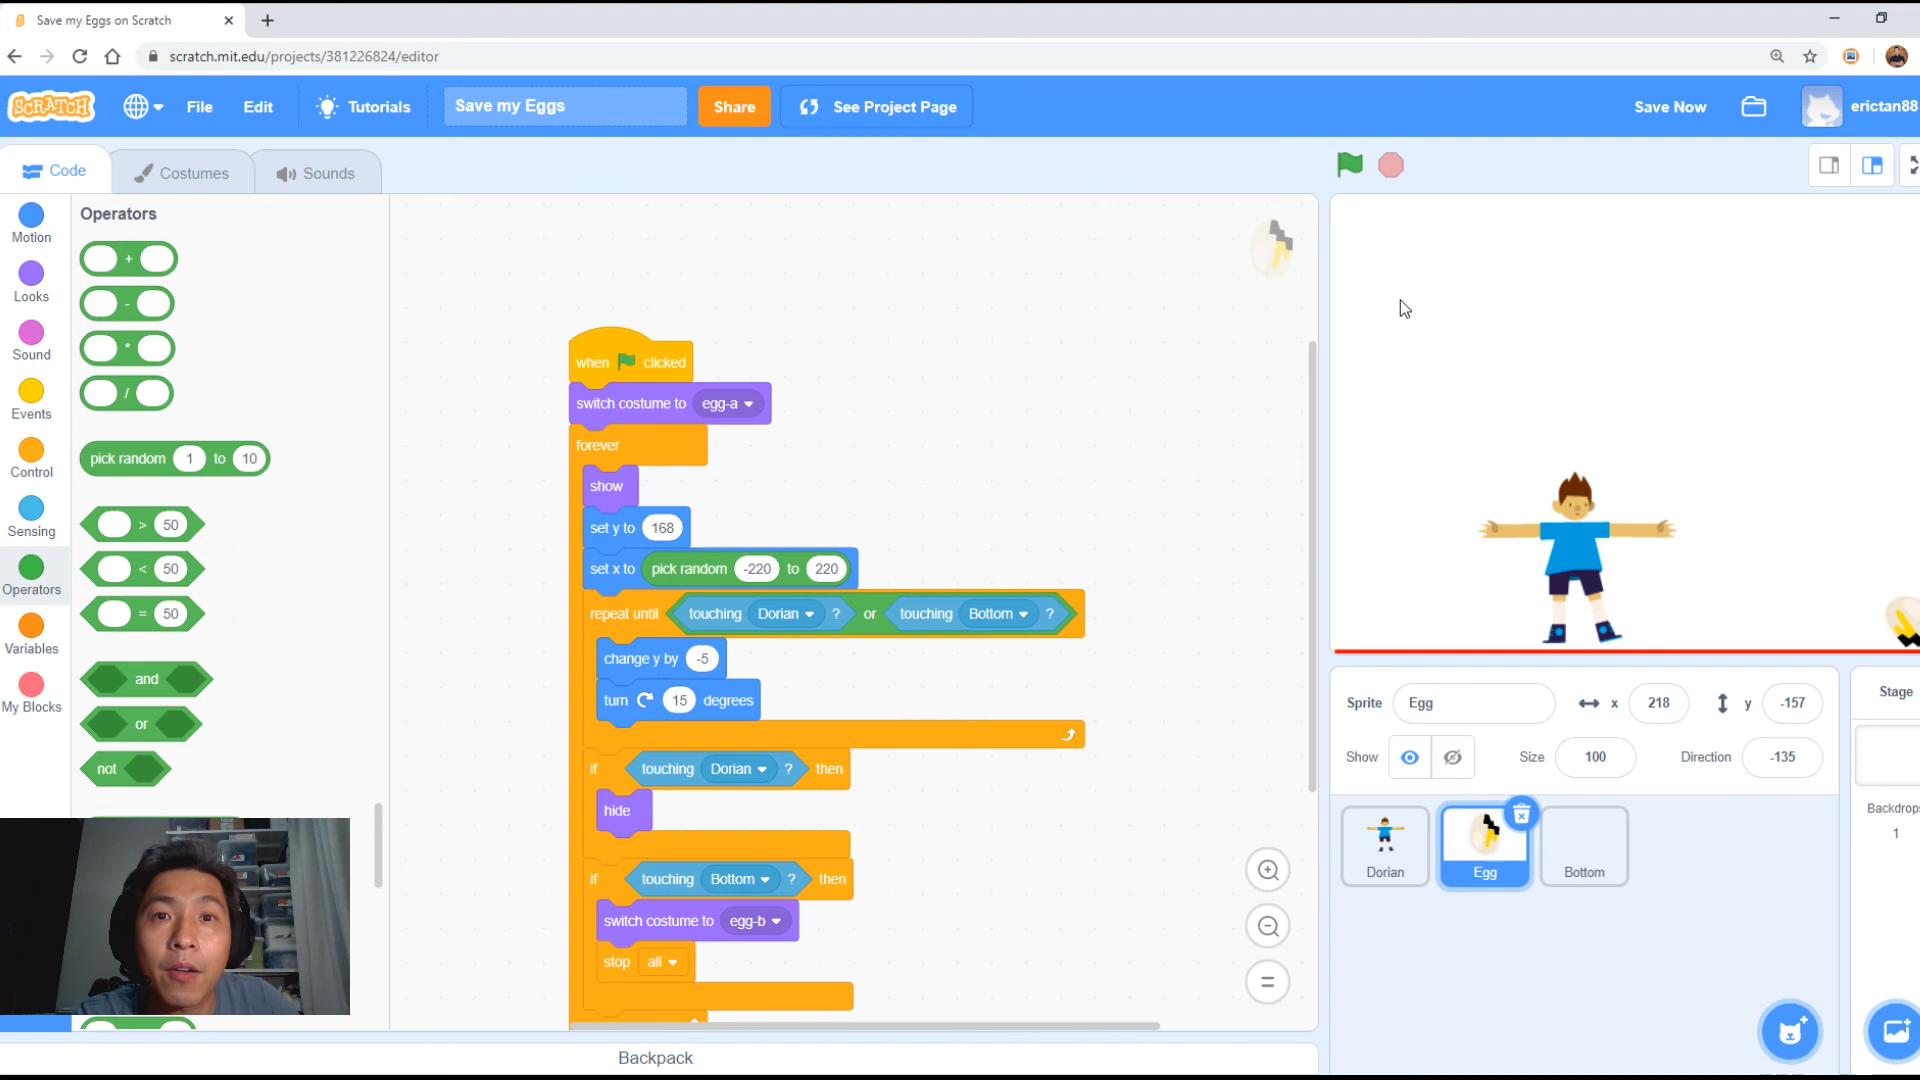 Save my Eggs on Scratch
scratch.mit.edu/projects/381226824/editor
SCRATCH File Edit Tutorials Save my Eggs Share See Project Page Save Now erictan88
Code Costumes Sounds
Motion
Looks
Sound
Events
Control
Sensing
Operators
Variables
My Blocks
Operators
+
-
*
/
pick random 1 to 10
> 50
< 50
= 50
and
or
not
when clicked
switch costume to egg-a
forever
show
set y to 168
set x to pick random -220 to 220
repeat until touching Dorian ? or touching Bottom ?
change y by -5
turn 15 degrees
if touching Dorian ? then
hide
if touching Bottom ? then
switch costume to egg-b
stop all
Backpack
Sprite Egg x 218 y -157
Show Size 100 Direction -135
Dorian
Egg
Bottom
Stage
Backdrops
1